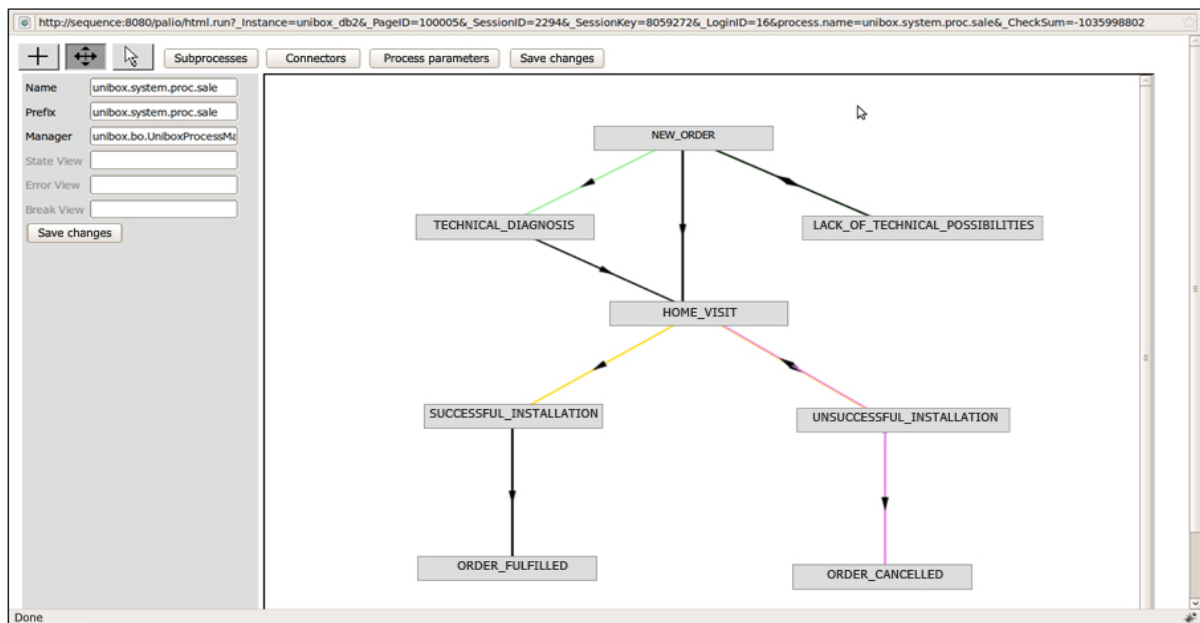 http://sequence:8080/palio/html.run?_Instance=unibox_db2&_PageID=100005&_SessionID=2294&_SessionKey=8059272&_LoginID=16&process.name=unibox.system.proc.sale&_CheckSum=-1035998802
Subprocesses Connectors Process parameters Save changes
Name unibox.system.proc.sale
Prefix unibox.system.proc.sale
Manager unibox.bo.UniboxProcessMa
State View
Error View
Break View
Save changes
NEW_ORDER
TECHNICAL_DIAGNOSIS LACK_OF_TECHNICAL_POSSIBILITIES
HOME_VISIT
SUCCESSFUL_INSTALLATION UNSUCCESSFUL_INSTALLATION
ORDER_FULFILLED ORDER_CANCELLED
Done